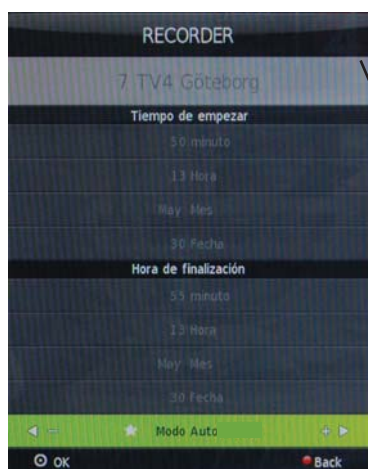 RECORDER
7 TV4 Göteborg
Tiempo de empezar
50 minuto
13 Hora
May Mes
30 Fecha
Hora de finalización
55 minuto
13 Hora
May Mes
30 Fecha
Modo Auto
OK Back